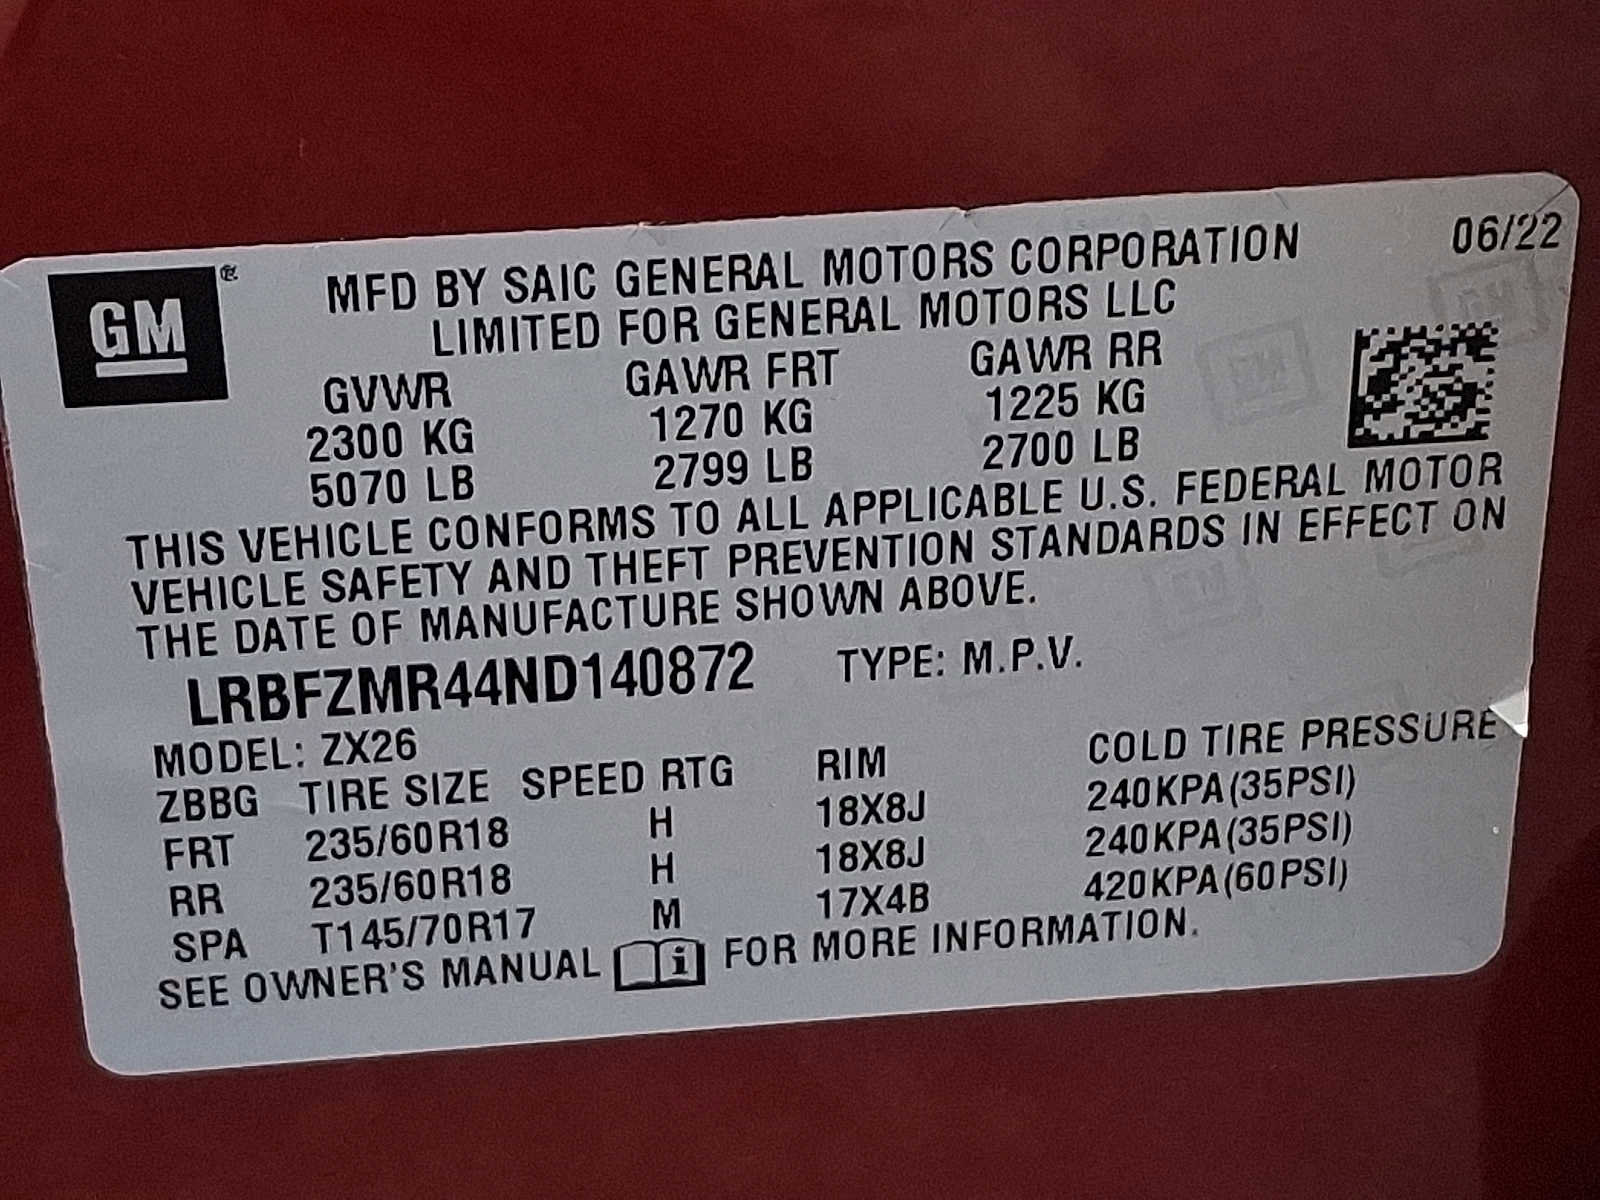 GM ®
MFD BY SAIC GENERAL MOTORS CORPORATION 06/22
LIMITED FOR GENERAL MOTORS LLC
GVWR GAWR FRT GAWR RR
2300 KG 1270 KG 1225 KG
5070 LB 2799 LB 2700 LB
THIS VEHICLE CONFORMS TO ALL APPLICABLE U.S. FEDERAL MOTOR
VEHICLE SAFETY AND THEFT PREVENTION STANDARDS IN EFFECT ON
THE DATE OF MANUFACTURE SHOWN ABOVE.
LRBFZMR44ND140872 TYPE: M.P.V.
MODEL: ZX26
ZBBG TIRE SIZE SPEED RTG RIM COLD TIRE PRESSURE
FRT 235/60R18 H 18X8J 240KPA(35PSI)
RR 235/60R18 H 18X8J 240KPA(35PSI)
SPA T145/70R17 M 17X4B 420KPA(60PSI)
SEE OWNER'S MANUAL i FOR MORE INFORMATION.